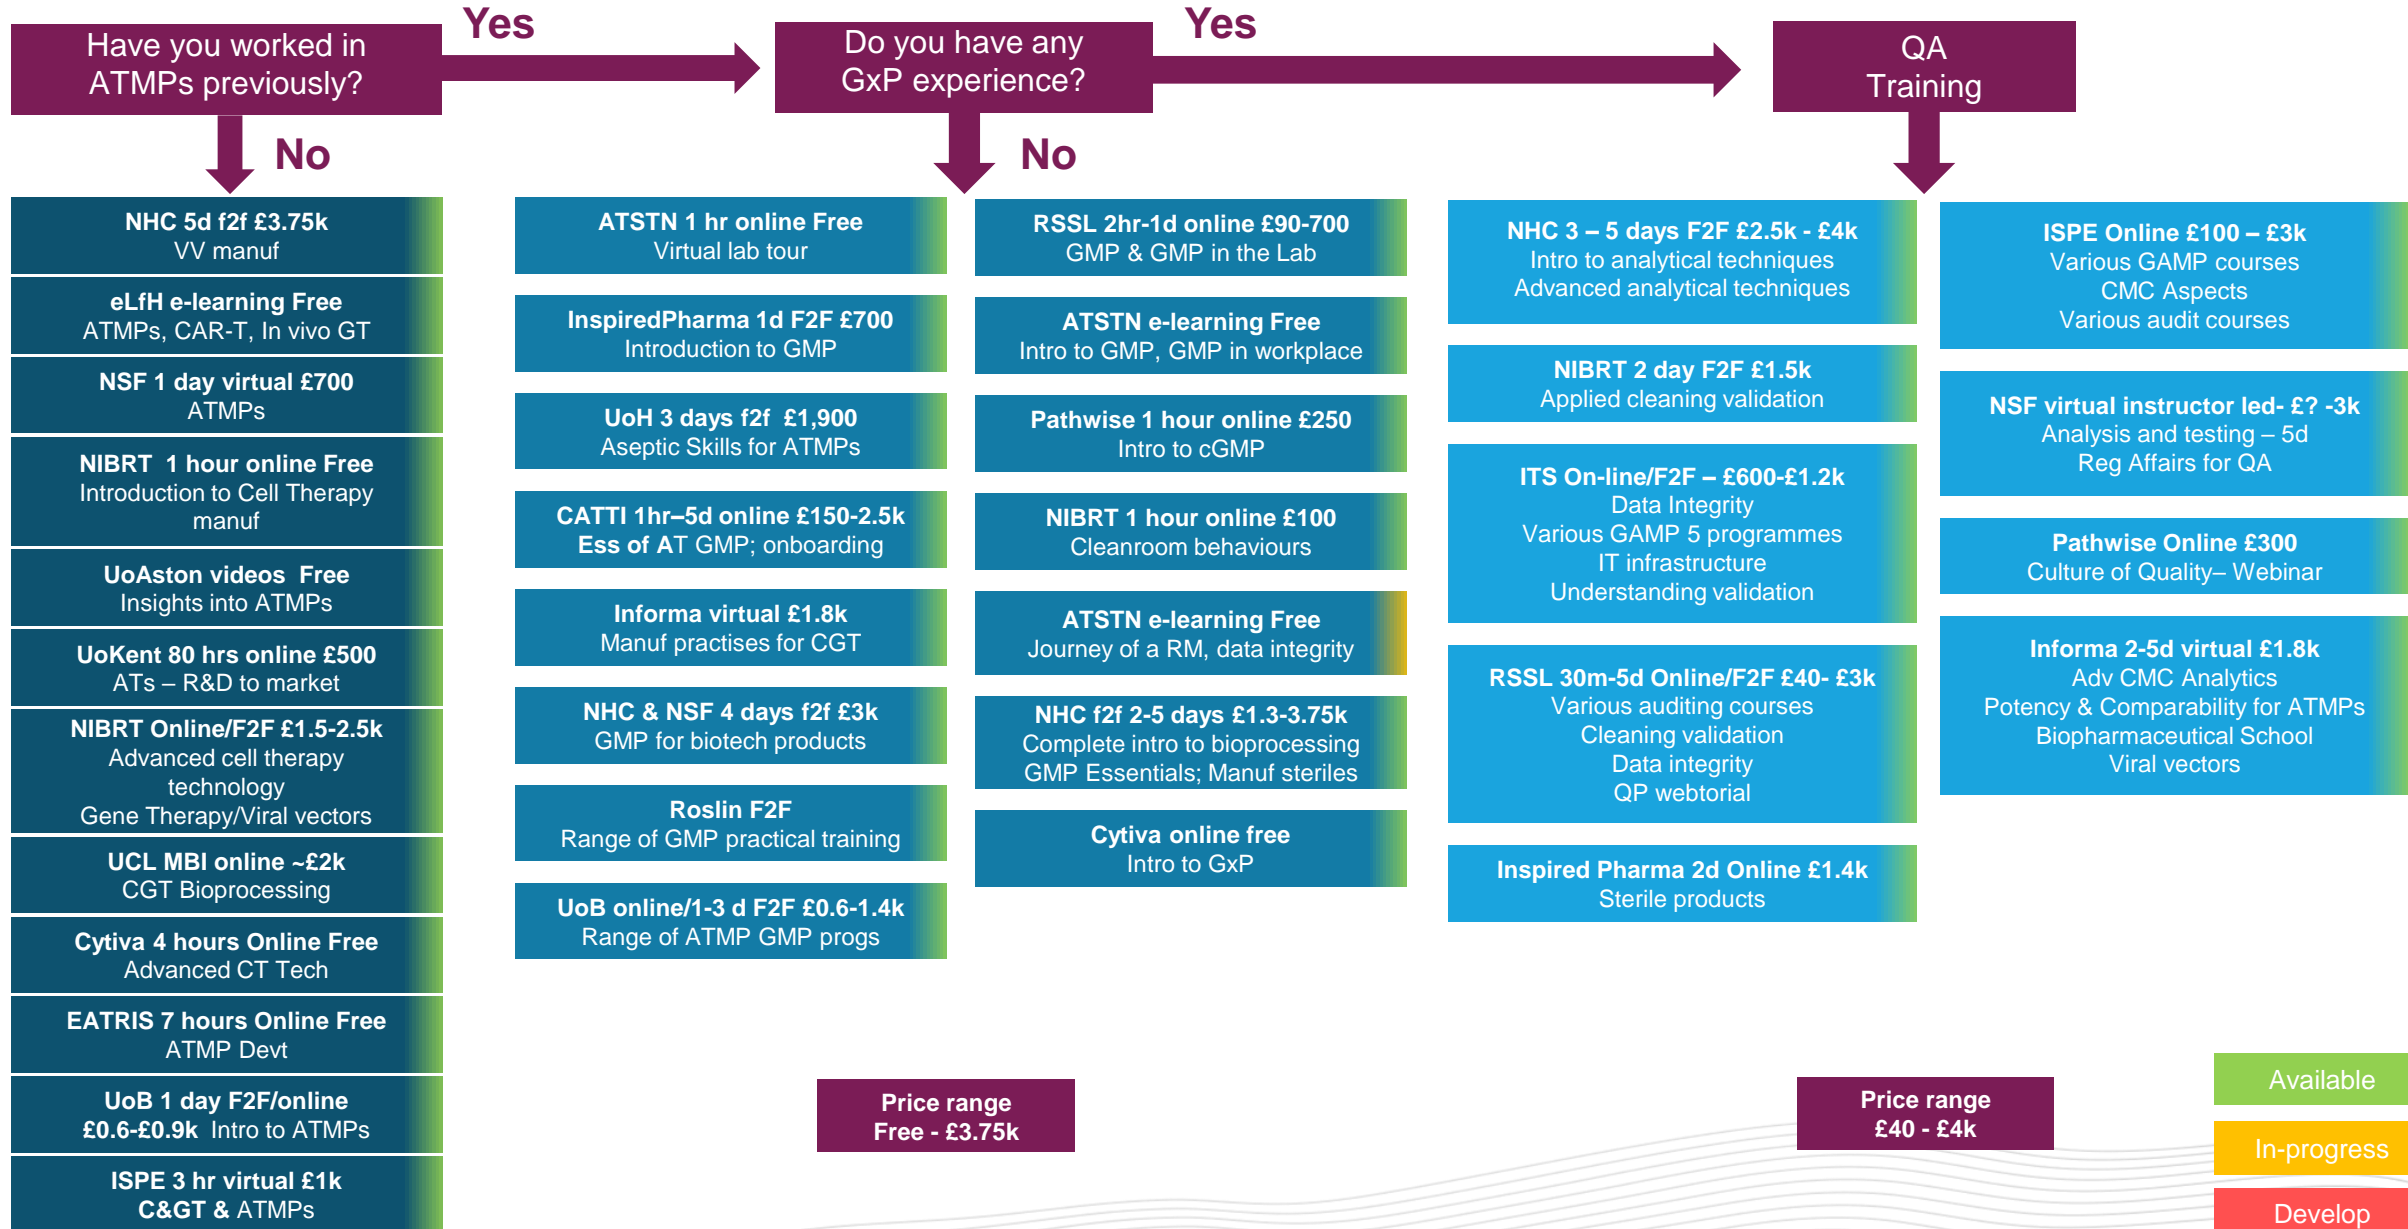 Have you worked in
ATMPs previously?
Yes
Do you have any
GxP experience?
Yes
QA
Training
No
No
NHC 5d f2f £3.75k
VV manuf
eLfH e-learning Free
ATMPs, CAR-T, In vivo GT
NSF 1 day virtual £700
ATMPs
NIBRT 1 hour online Free
Introduction to Cell Therapy
manuf
UoAston videos Free
Insights into ATMPs
UoKent 80 hrs online £500
ATs – R&D to market
NIBRT Online/F2F £1.5-2.5k
Advanced cell therapy
technology
Gene Therapy/Viral vectors
UCL MBI online ~£2k
CGT Bioprocessing
Cytiva 4 hours Online Free
Advanced CT Tech
EATRIS 7 hours Online Free
ATMP Devt
UoB 1 day F2F/online
£0.6-£0.9k Intro to ATMPs
ISPE 3 hr virtual £1k
C&GT & ATMPs
ATSTN 1 hr online Free
Virtual lab tour
InspiredPharma 1d F2F £700
Introduction to GMP
UoH 3 days f2f £1,900
Aseptic Skills for ATMPs
CATTI 1hr–5d online £150-2.5k
Ess of AT GMP; onboarding
Informa virtual £1.8k
Manuf practises for CGT
NHC & NSF 4 days f2f £3k
GMP for biotech products
Roslin F2F
Range of GMP practical training
UoB online/1-3 d F2F £0.6-1.4k
Range of ATMP GMP progs
RSSL 2hr-1d online £90-700
GMP & GMP in the Lab
ATSTN e-learning Free
Intro to GMP, GMP in workplace
Pathwise 1 hour online £250
Intro to cGMP
NIBRT 1 hour online £100
Cleanroom behaviours
ATSTN e-learning Free
Journey of a RM, data integrity
NHC f2f 2-5 days £1.3-3.75k
Complete intro to bioprocessing
GMP Essentials; Manuf steriles
Cytiva online free
Intro to GxP
NHC 3 – 5 days F2F £2.5k - £4k
Intro to analytical techniques
Advanced analytical techniques
NIBRT 2 day F2F £1.5k
Applied cleaning validation
ITS On-line/F2F – £600-£1.2k
Data Integrity
Various GAMP 5 programmes
IT infrastructure
Understanding validation
RSSL 30m-5d Online/F2F £40- £3k
Various auditing courses
Cleaning validation
Data integrity
QP webtorial
Inspired Pharma 2d Online £1.4k
Sterile products
ISPE Online £100 – £3k
Various GAMP courses
CMC Aspects
Various audit courses
NSF virtual instructor led- £? -3k
Analysis and testing – 5d
Reg Affairs for QA
Pathwise Online £300
Culture of Quality– Webinar
Informa 2-5d virtual £1.8k
Adv CMC Analytics
Potency & Comparability for ATMPs
Biopharmaceutical School
Viral vectors
Price range
Free - £3.75k
Price range
£40 - £4k
Available
In-progress
Develop